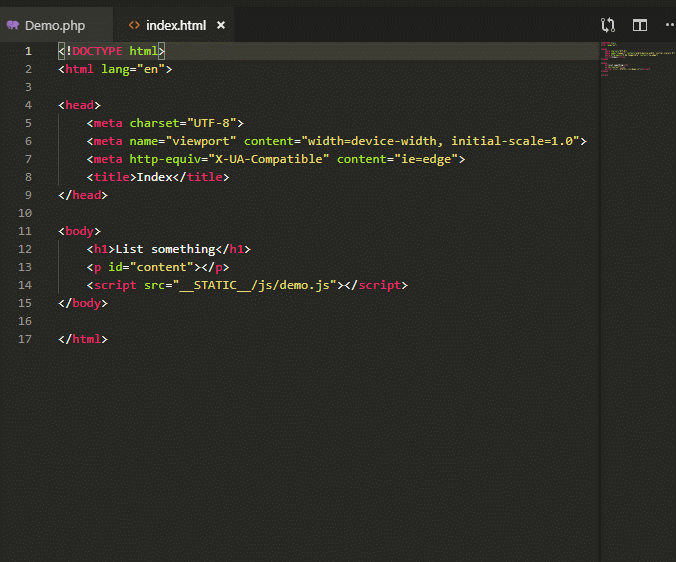 Demo.php
index.html
1 <!DOCTYPE html>
2 <html lang="en">
3
4 <head>
5 <meta charset="UTF-8">
6 <meta name="viewport" content="width=device-width, initial-scale=1.0">
7 <meta http-equiv="X-UA-Compatible" content="ie=edge">
8 <title>Index</title>
9 </head>
10
11 <body>
12 <h1>List something</h1>
13 <p id="content"></p>
14 <script src="__STATIC__/js/demo.js"></script>
15 </body>
16
17 </html>